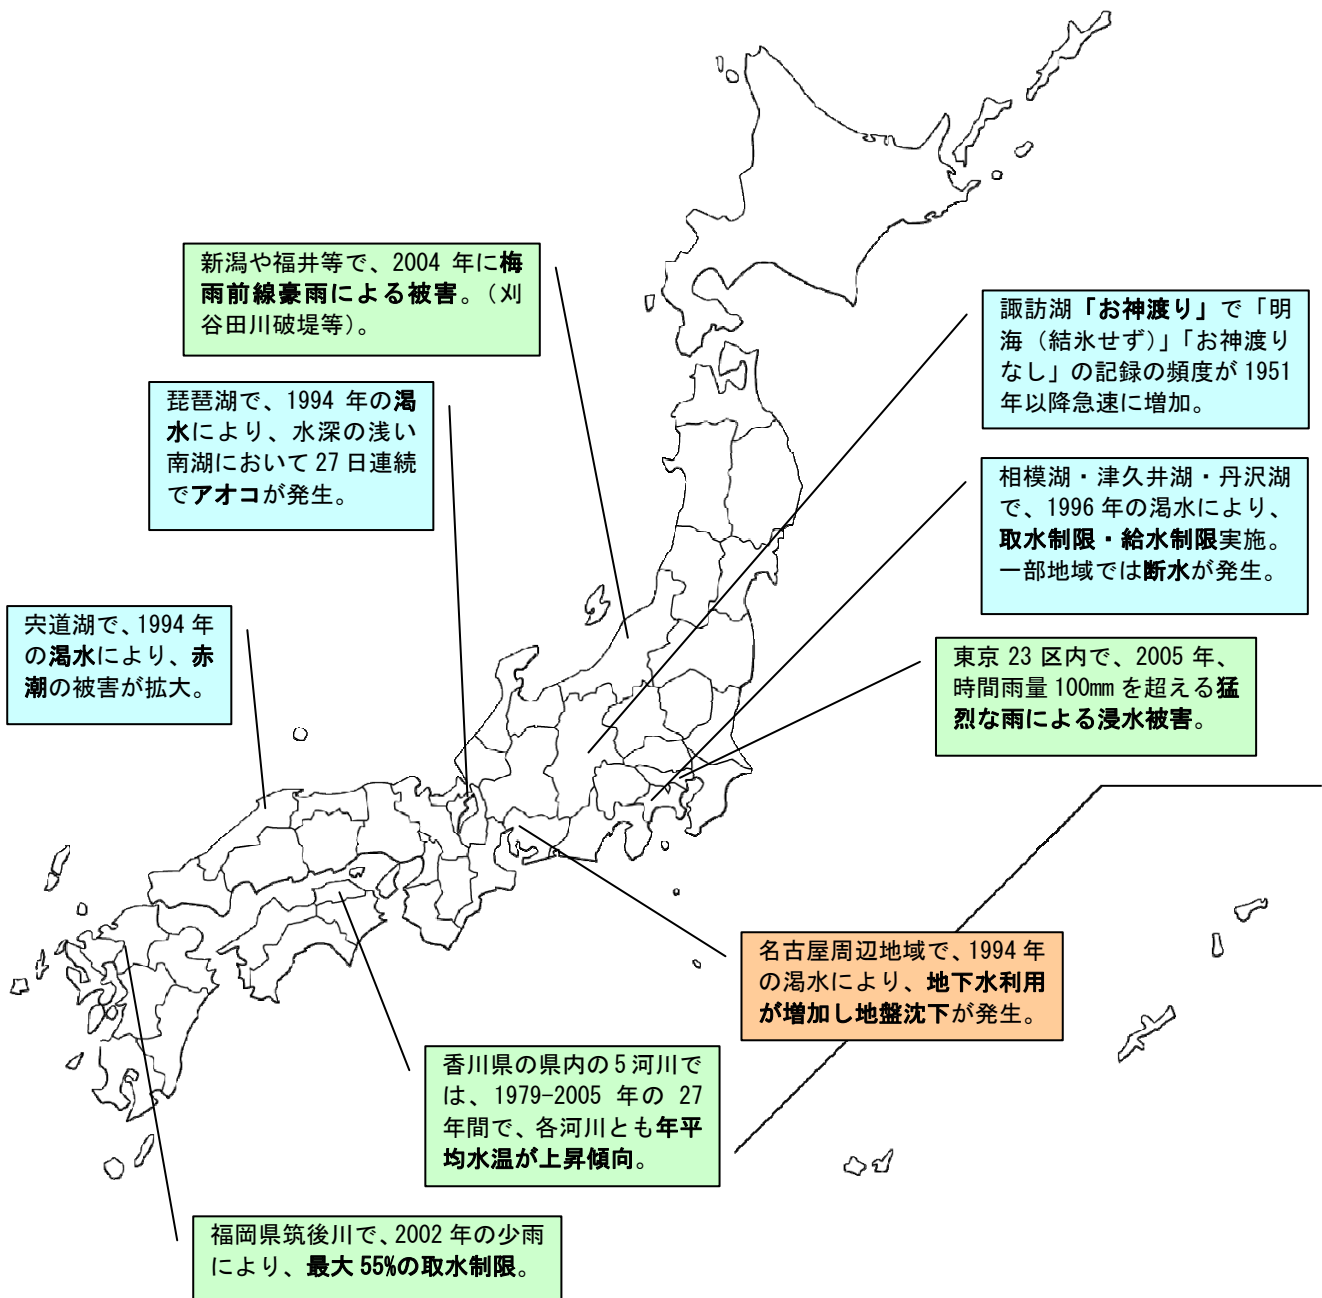 新潟や福井等で、2004 年に梅
雨前線豪雨による被害。（刈
谷田川破堤等）。
諏訪湖「お神渡り」で「明
海（結氷せず）」「お神渡り
なし」の記録の頻度が 1951
年以降急速に増加。
琵琶湖で、1994 年の渇
水により、水深の浅い
南湖において 27 日連続
でアオコが発生。
相模湖・津久井湖・丹沢湖
で、1996 年の渇水により、
取水制限・給水制限実施。
一部地域では断水が発生。
宍道湖で、1994 年
の渇水により、赤
潮の被害が拡大。
東京 23 区内で、2005 年、
時間雨量 100mm を超える猛
烈な雨による浸水被害。
名古屋周辺地域で、1994 年
の渇水により、地下水利用
が増加し地盤沈下が発生。
香川県の県内の 5 河川で
は、1979-2005 年の 27
年間で、各河川とも年平
均水温が上昇傾向。
福岡県筑後川で、2002 年の少雨
により、最大 55%の取水制限。